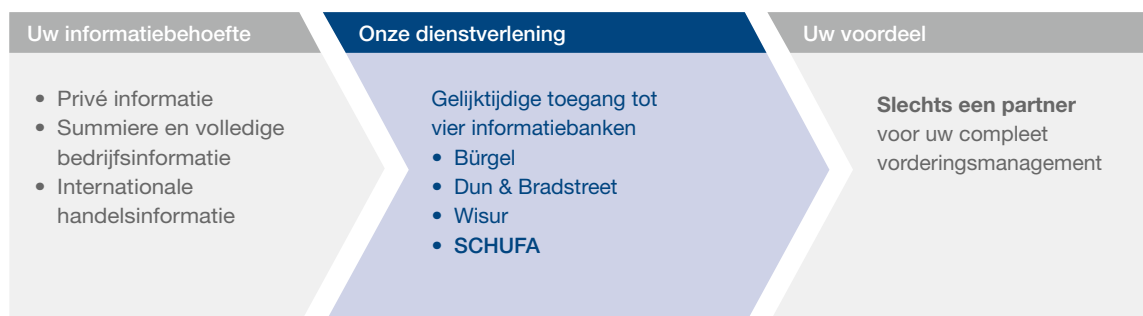 Uw informatiebehoefte
• Privé informatie
• Summiere en volledige
bedrijfsinformatie
• Internationale
handelsinformatie
Onze dienstverlening
Gelijktijdige toegang tot
vier informatiebanken
• Bürgel
• Dun & Bradstreet
• Wisur
• SCHUFA
Uw voordeel
Slechts een partner
voor uw compleet
vorderingsmanagement